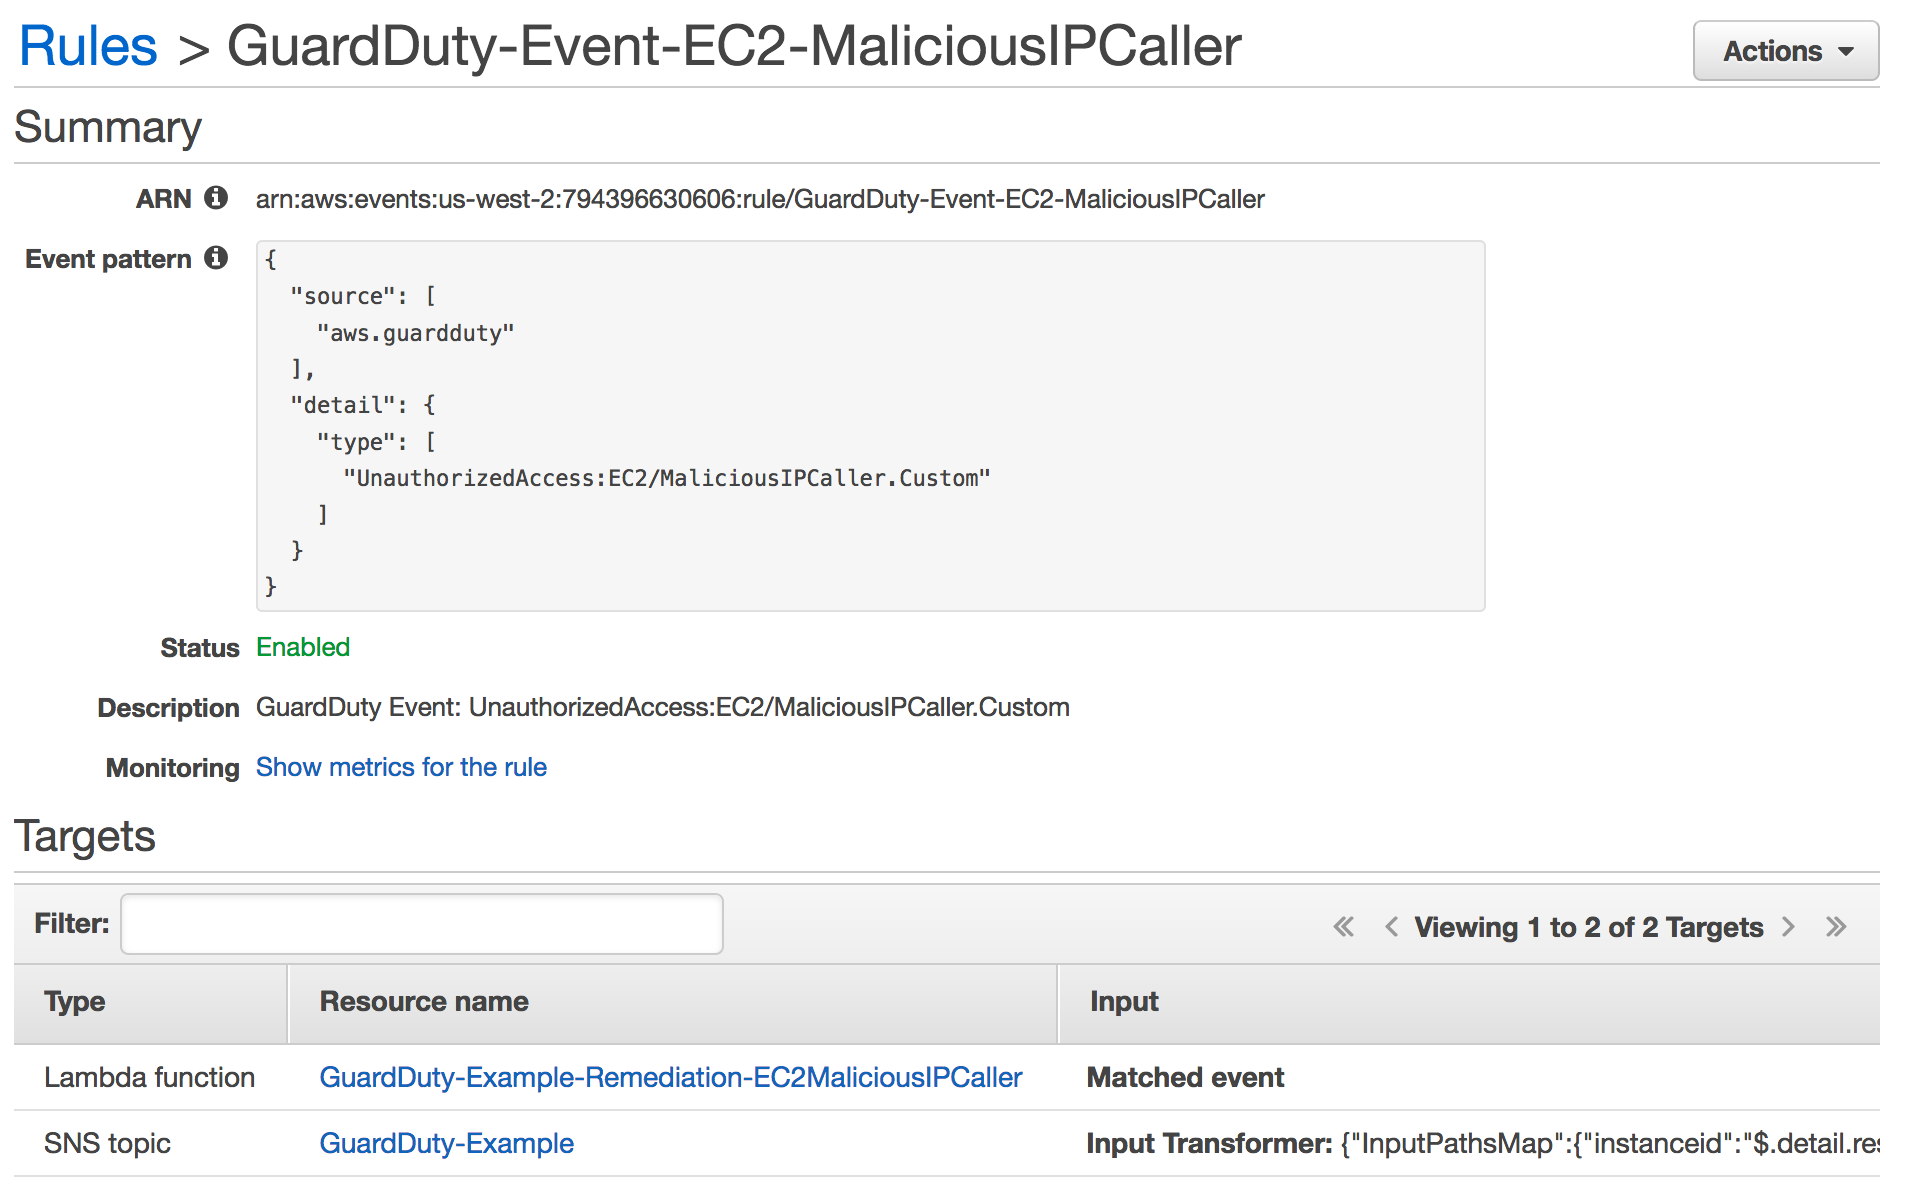 Rules > GuardDuty-Event-EC2-MaliciousIPCaller
Actions
Summary
ARN arn:aws:events:us-west-2:794396630606:rule/GuardDuty-Event-EC2-MaliciousIPCaller
Event pattern {
"source": [
"aws.guardduty"
],
"detail": {
"type": [
"UnauthorizedAccess:EC2/MaliciousIPCaller.Custom"
]
}
}
Status Enabled
Description GuardDuty Event: UnauthorizedAccess:EC2/MaliciousIPCaller.Custom
Monitoring Show metrics for the rule
Targets
Filter: « < Viewing 1 to 2 of 2 Targets > »
Type Resource name Input
Lambda function GuardDuty-Example-Remediation-EC2MaliciousIPCaller Matched event
SNS topic GuardDuty-Example Input Transformer: {"InputPathsMap":{"instanceid":"$.detail.res